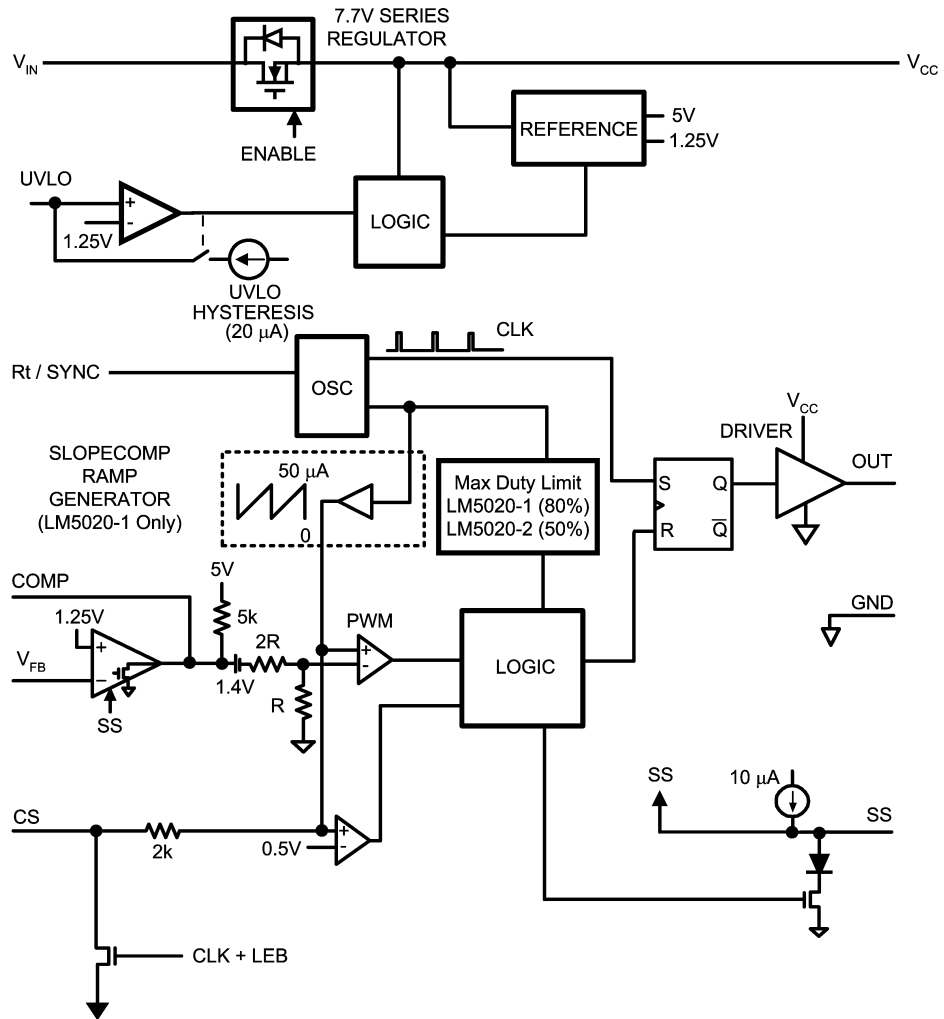 7.7V SERIES
REGULATOR
VIN
VCC
ENABLE
REFERENCE
5V
1.25V
UVLO
+
-
1.25V
LOGIC
UVLO
HYSTERESIS
(20 μA)
CLK
Rt / SYNC
OSC
VCC
DRIVER
OUT
SLOPECOMP
RAMP
GENERATOR
(LM5020-1 Only)
50 μA
0
Max Duty Limit
LM5020-1 (80%)
LM5020-2 (50%)
S
Q
R
Q̅
5V
COMP
5k
1.25V
+
VFB
−
SS
1.4V
2R
R
PWM
+
-
LOGIC
GND
CS
2k
0.5V
+
-
SS
10 μA
SS
CLK + LEB